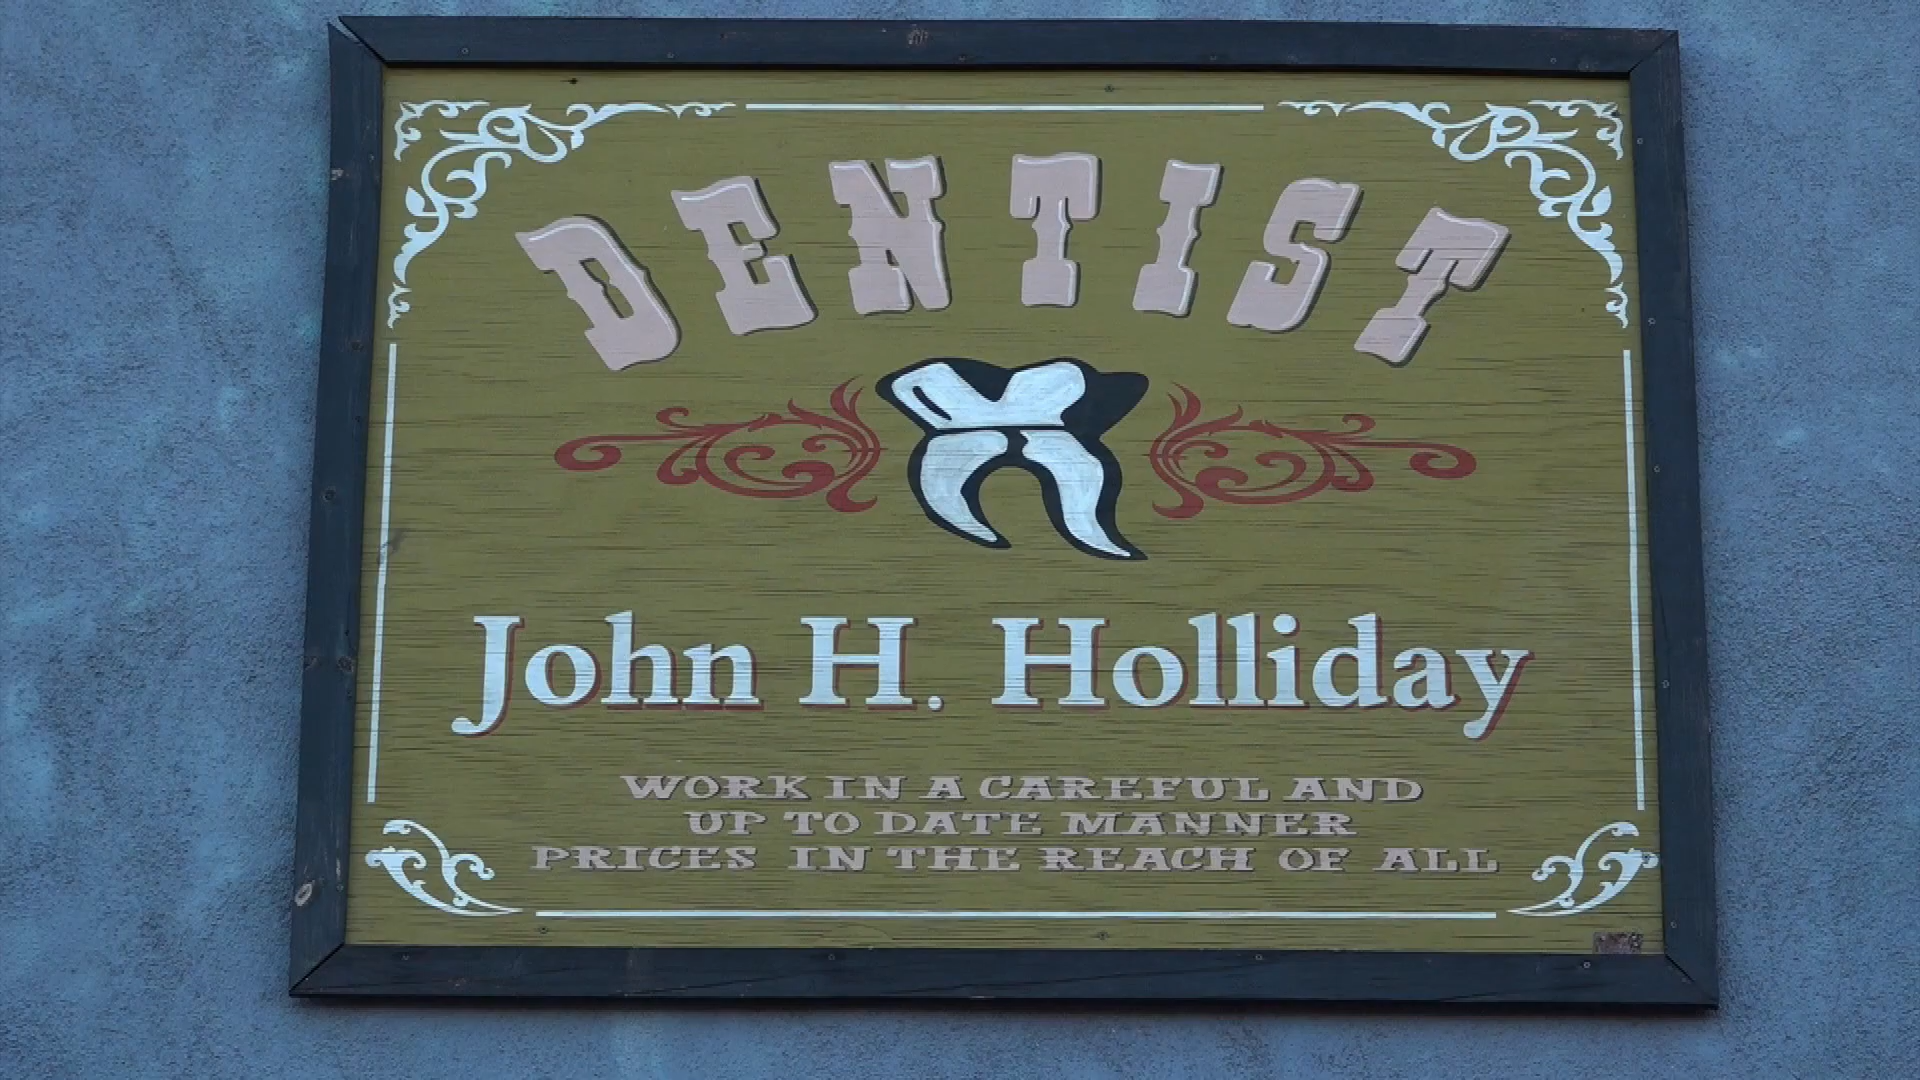 DENTIST
John H. Holliday
WORK IN A CAREFUL AND
UP TO DATE MANNER
PRICES IN THE REACH OF ALL